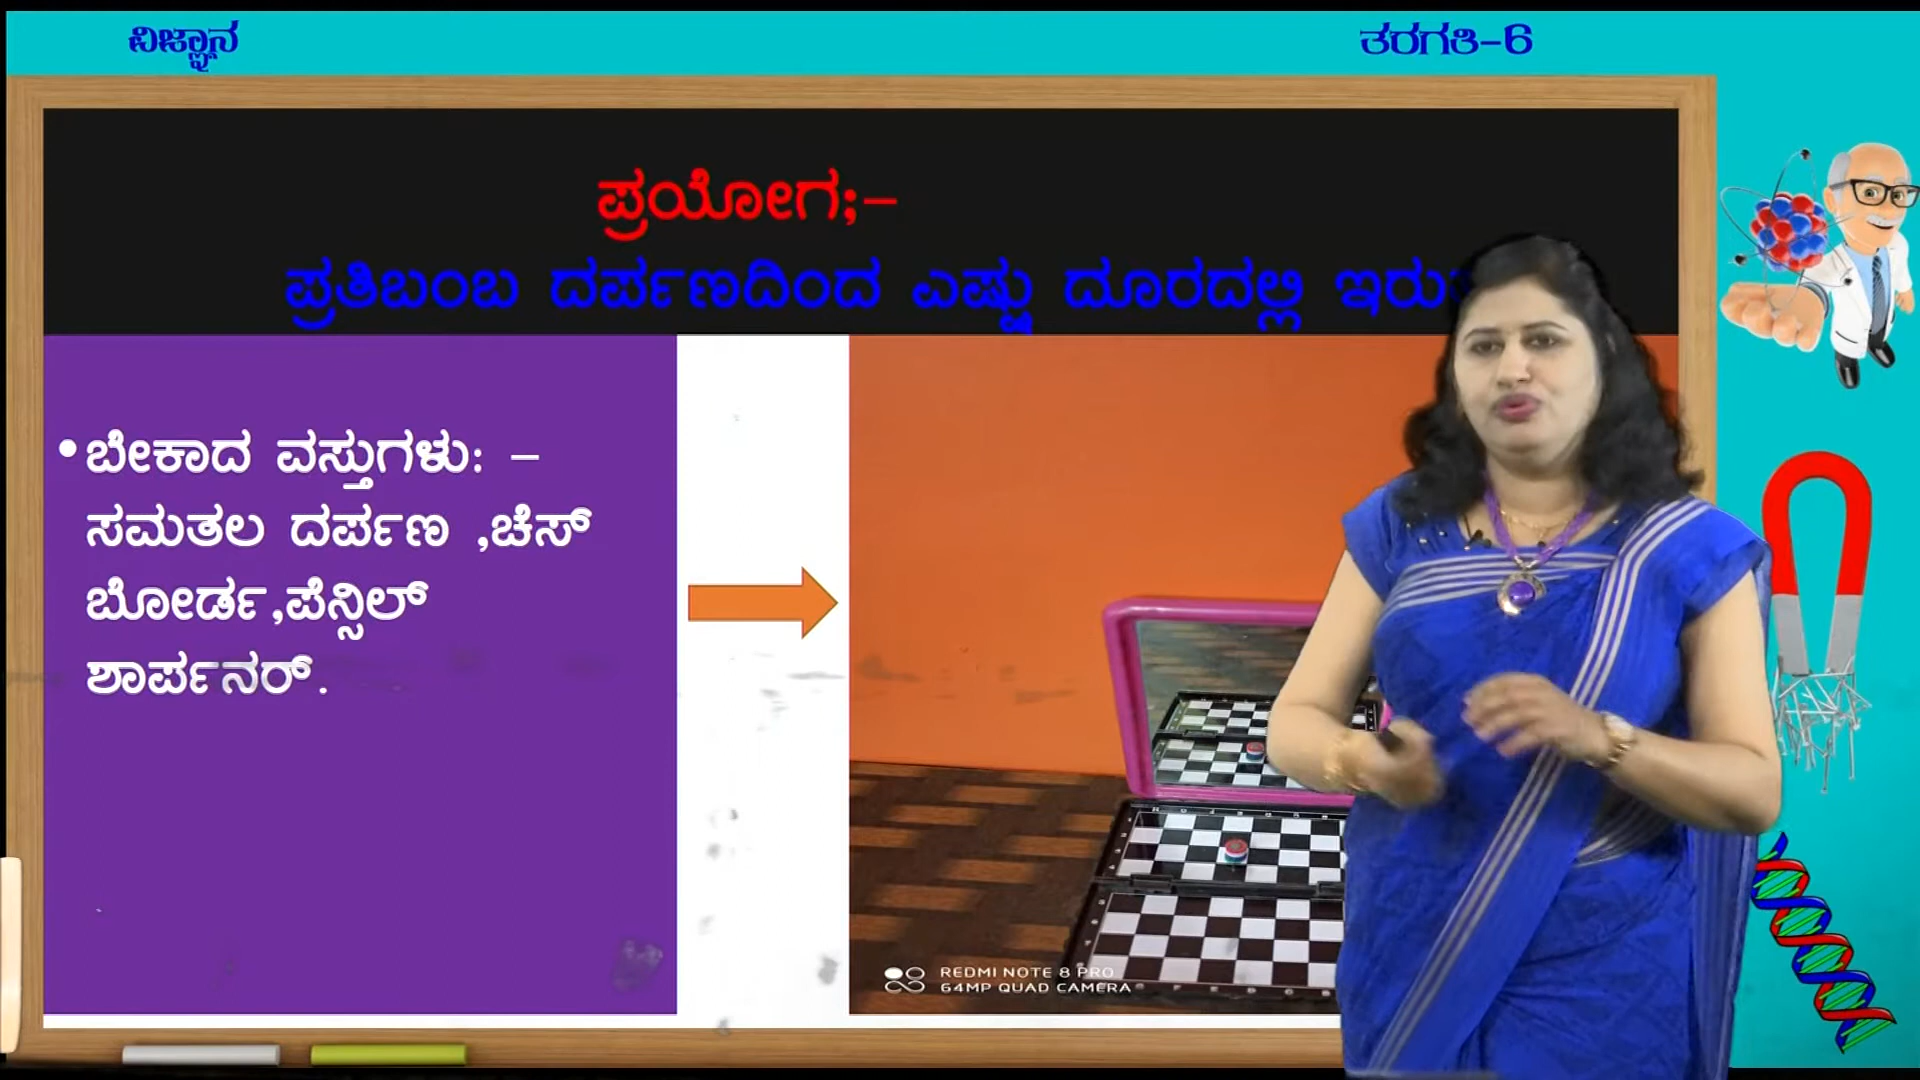 ವಿಜ್ಞಾನ
ತರಗತಿ-6
ಪ್ರಯೋಗ;-
ಪ್ರತಿಬಂಬ ದರ್ಪಣದಿಂದ ಎಷ್ಟು ದೂರದಲ್ಲಿ
•ಬೇಕಾದ ವಸ್ತುಗಳು: -
ಸಮತಲ ದರ್ಪಣ ,ಚೆಸ್
ಬೋರ್ಡ,ಪೆನ್ಸಿಲ್
ಶಾರ್ಪನರ್.
REDMI NOTE 8 PRO
64MP QUAD CAMERA